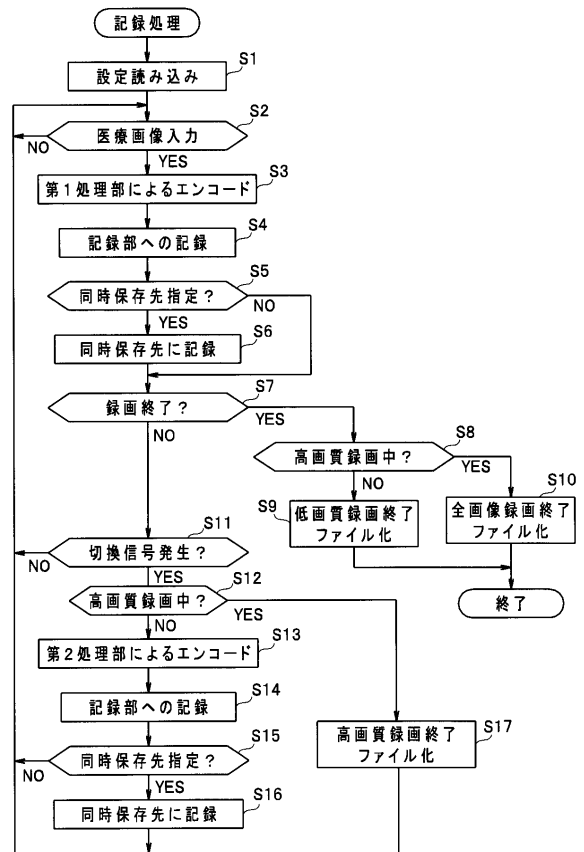 記録処理
S1
設定読み込み
S2
医療画像入力
NO
YES
S3
第1処理部によるエンコード
S4
記録部への記録
S5
同時保存先指定?
NO
YES
S6
同時保存先に記録
S7
録画終了?
YES
NO
S8
高画質録画中?
YES
NO
S9
低画質録画終了
ファイル化
S10
全画像録画終了
ファイル化
終了
S11
切換信号発生?
NO
YES
S12
高画質録画中?
YES
NO
S13
第2処理部によるエンコード
S14
記録部への記録
S15
同時保存先指定?
NO
YES
S16
同時保存先に記録
S17
高画質録画終了
ファイル化